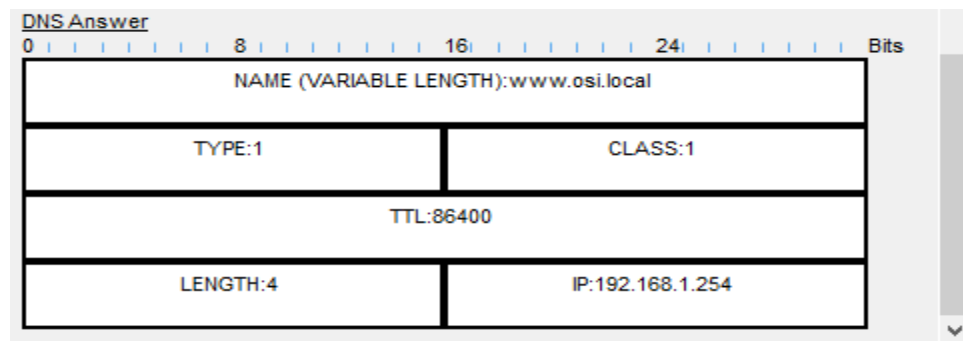 DNS Answer
0 8 16 24 Bits
NAME (VARIABLE LENGTH):www.osi.local
TYPE:1 CLASS:1
TTL:86400
LENGTH:4 IP:192.168.1.254